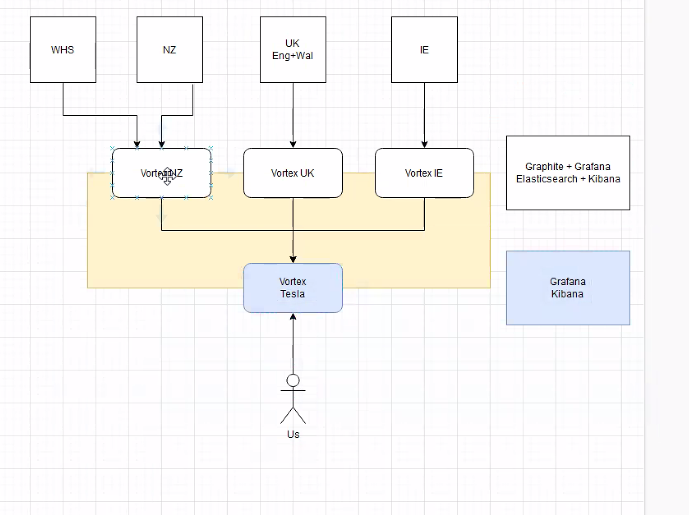 WHS
NZ
UK
Eng+Wal
IE
Vortex NZ
Vortex UK
Vortex IE
Graphite + Grafana
Elasticsearch + Kibana
Vortex
Tesla
Grafana
Kibana
Us